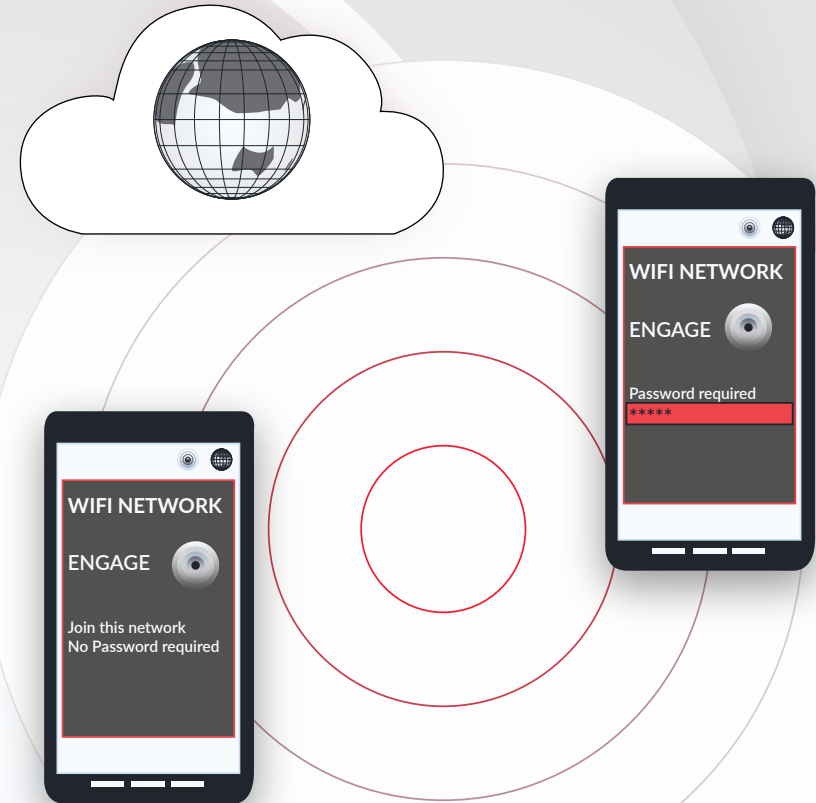 WIFI NETWORK
ENGAGE
Password required
*****
WIFI NETWORK
ENGAGE
Join this network
No Password required